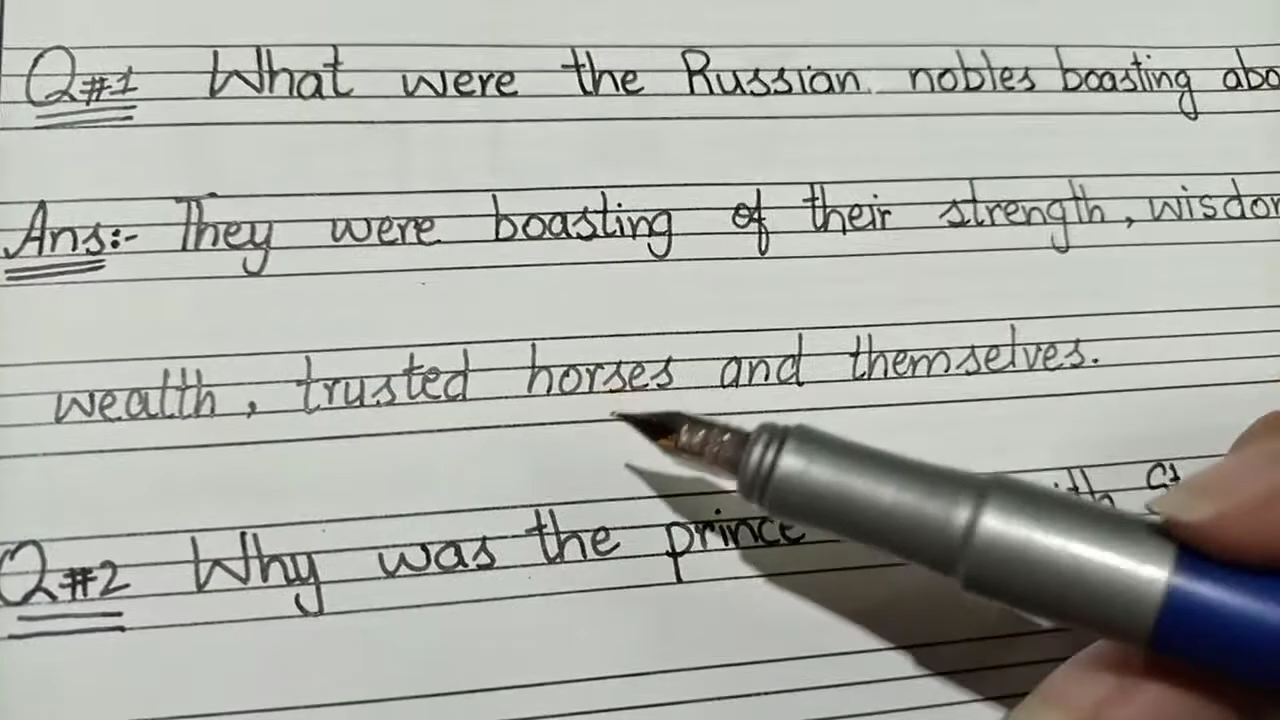 Q#1 What were the Russian nobles boasting abo
Ans:- They were boasting of their strength, wisdom
wealth, trusted horses and themselves.
Q#2 Why was the prince